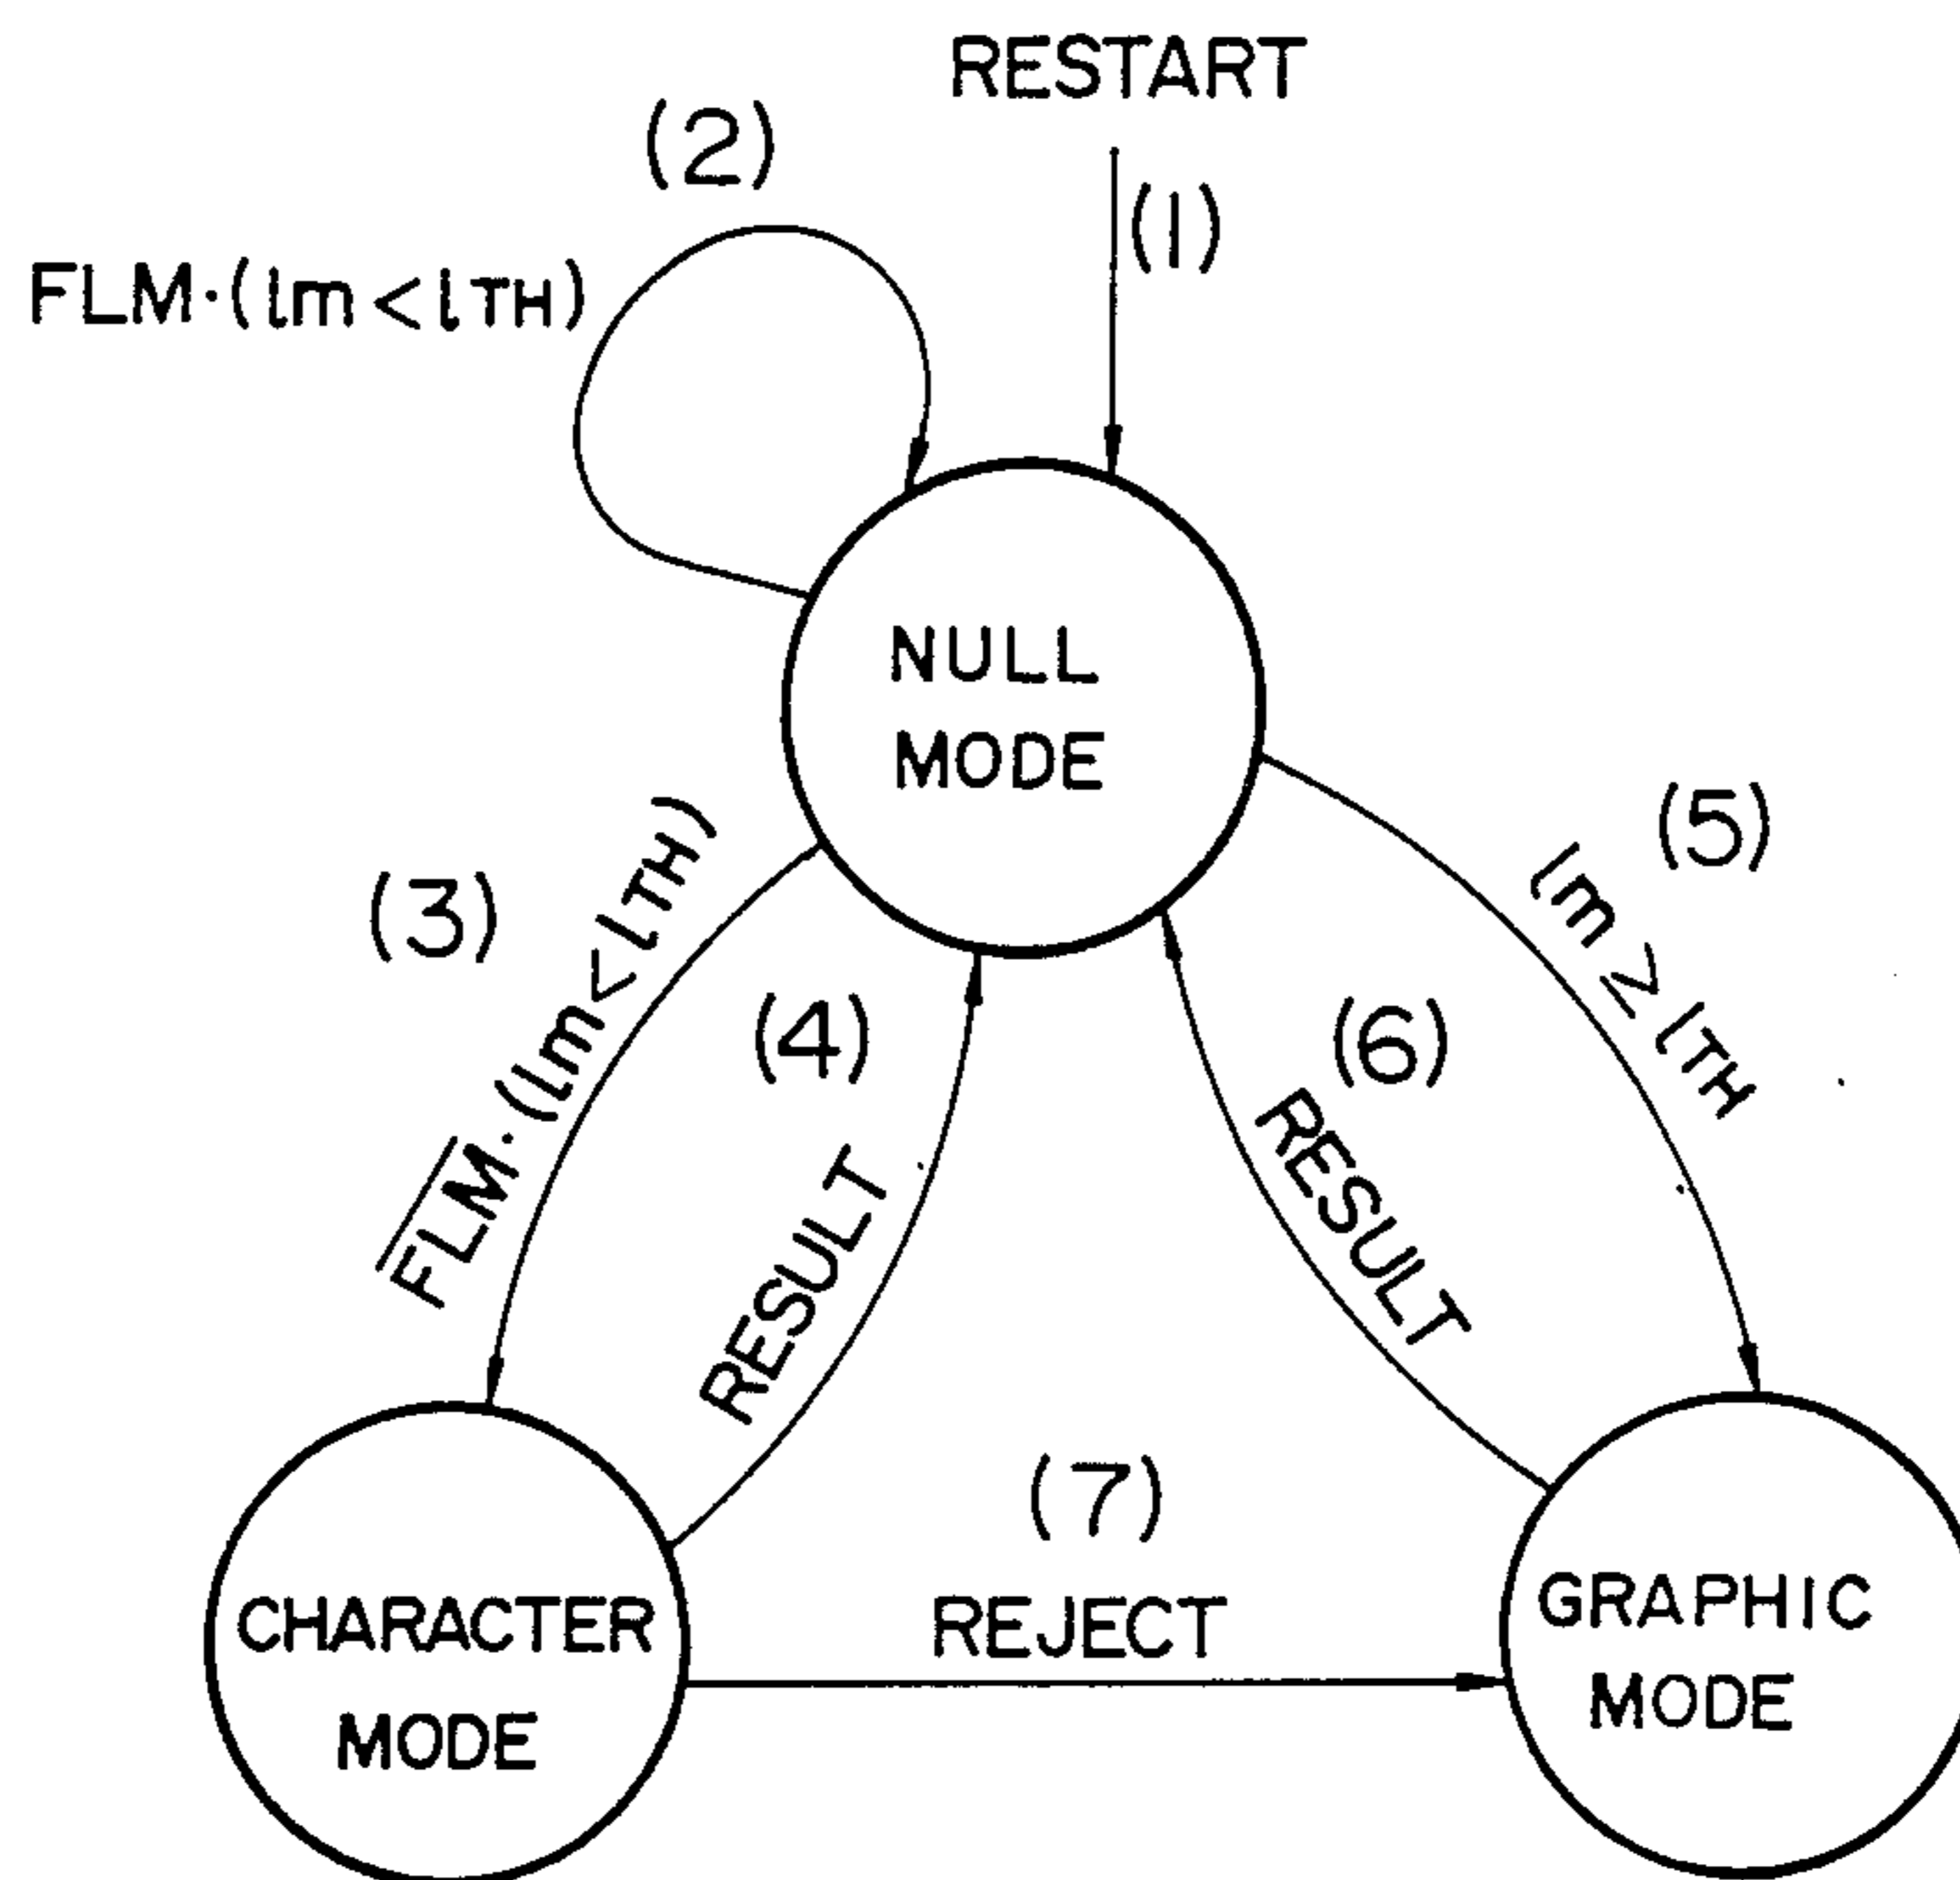 RESTART
(2)
(1)
FLM·(lm<lTH)
NULL
MODE
(5)
lm≥lTH
(3)
F̅L̅M̅·(lm<lTH)
(4)
RESULT
(6)
RESULT
(7)
REJECT
CHARACTER
MODE
GRAPHIC
MODE